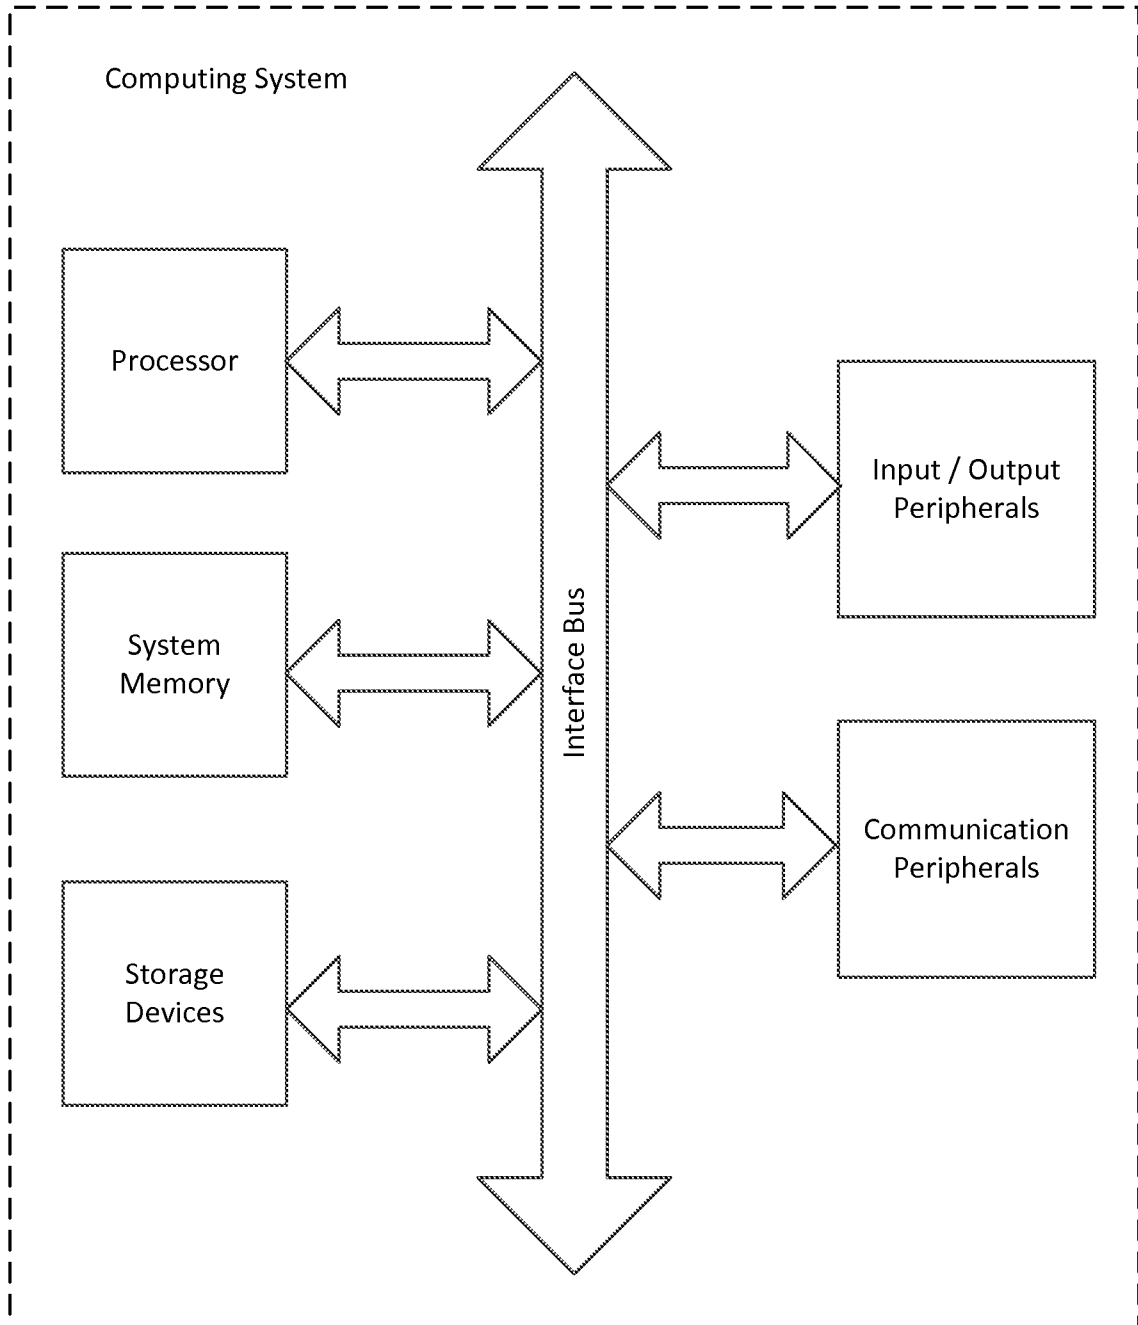 Computing System
Processor
Input / Output
Peripherals
System
Memory
Interface Bus
Communication
Peripherals
Storage
Devices